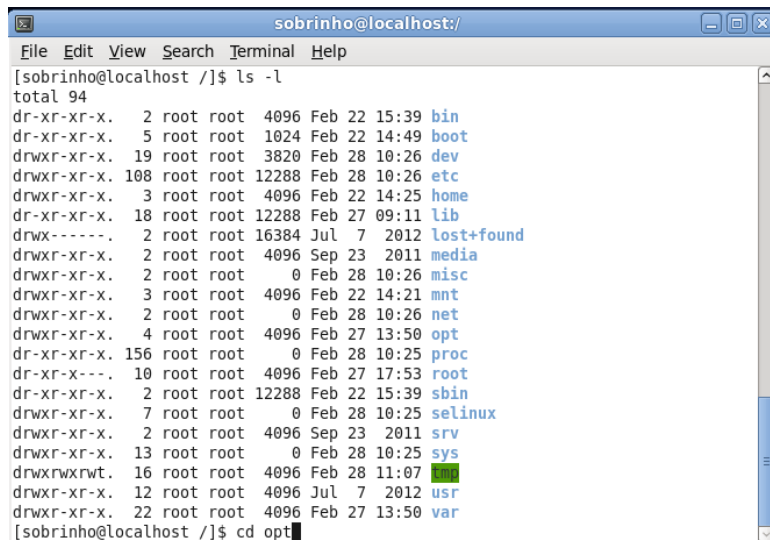 sobrinho@localhost:/
File Edit View Search Terminal Help
[sobrinho@localhost /]$ ls -l
total 94
dr-xr-xr-x.   2 root root  4096 Feb 22 15:39 bin
dr-xr-xr-x.   5 root root  1024 Feb 22 14:49 boot
drwxr-xr-x.  19 root root  3820 Feb 28 10:26 dev
drwxr-xr-x. 108 root root 12288 Feb 28 10:26 etc
drwxr-xr-x.   3 root root  4096 Feb 22 14:25 home
dr-xr-xr-x.  18 root root 12288 Feb 27 09:11 lib
drwx------.   2 root root 16384 Jul  7  2012 lost+found
drwxr-xr-x.   2 root root  4096 Sep 23  2011 media
drwxr-xr-x.   2 root root     0 Feb 28 10:26 misc
drwxr-xr-x.   3 root root  4096 Feb 22 14:21 mnt
drwxr-xr-x.   2 root root     0 Feb 28 10:26 net
drwxr-xr-x.   4 root root  4096 Feb 27 13:50 opt
dr-xr-xr-x. 156 root root     0 Feb 28 10:25 proc
dr-xr-x---.  10 root root  4096 Feb 27 17:53 root
dr-xr-xr-x.   2 root root 12288 Feb 22 15:39 sbin
drwxr-xr-x.   7 root root     0 Feb 28 10:25 selinux
drwxr-xr-x.   2 root root  4096 Sep 23  2011 srv
drwxr-xr-x.  13 root root     0 Feb 28 10:25 sys
drwxrwxrwt.  16 root root  4096 Feb 28 11:07 tmp
drwxr-xr-x.  12 root root  4096 Jul  7  2012 usr
drwxr-xr-x.  22 root root  4096 Feb 27 13:50 var
[sobrinho@localhost /]$ cd opt